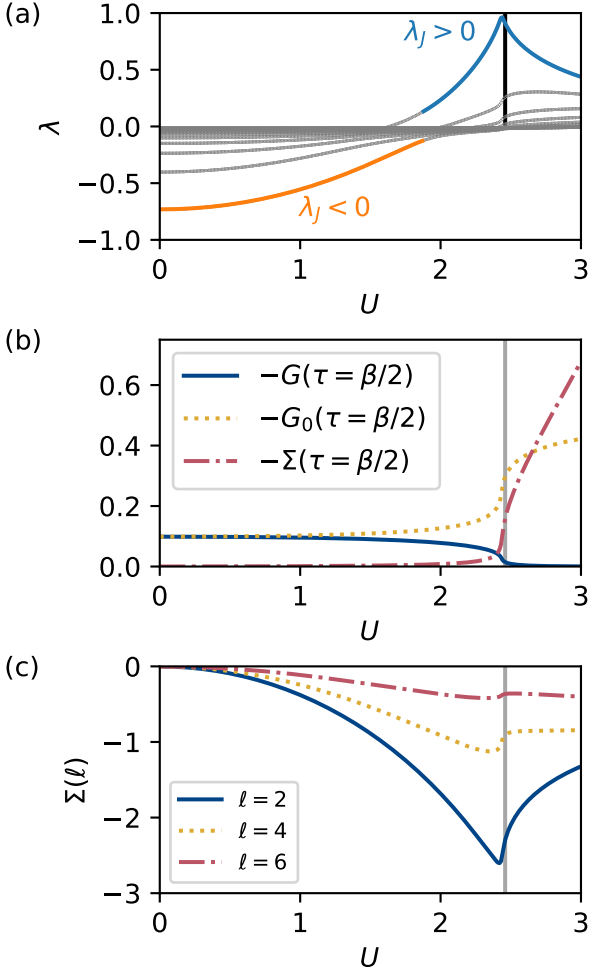 (a)
1.0
0.5
0.0
−0.5
−1.0
λ
λ_J > 0
λ_J < 0
0 1 2 3
U
(b)
0.6
0.4
0.2
0.0
−G(τ = β/2)
−G₀(τ = β/2)
−Σ(τ = β/2)
0 1 2 3
U
(c)
0
−1
−2
−3
Σ(ℓ)
ℓ = 2
ℓ = 4
ℓ = 6
0 1 2 3
U